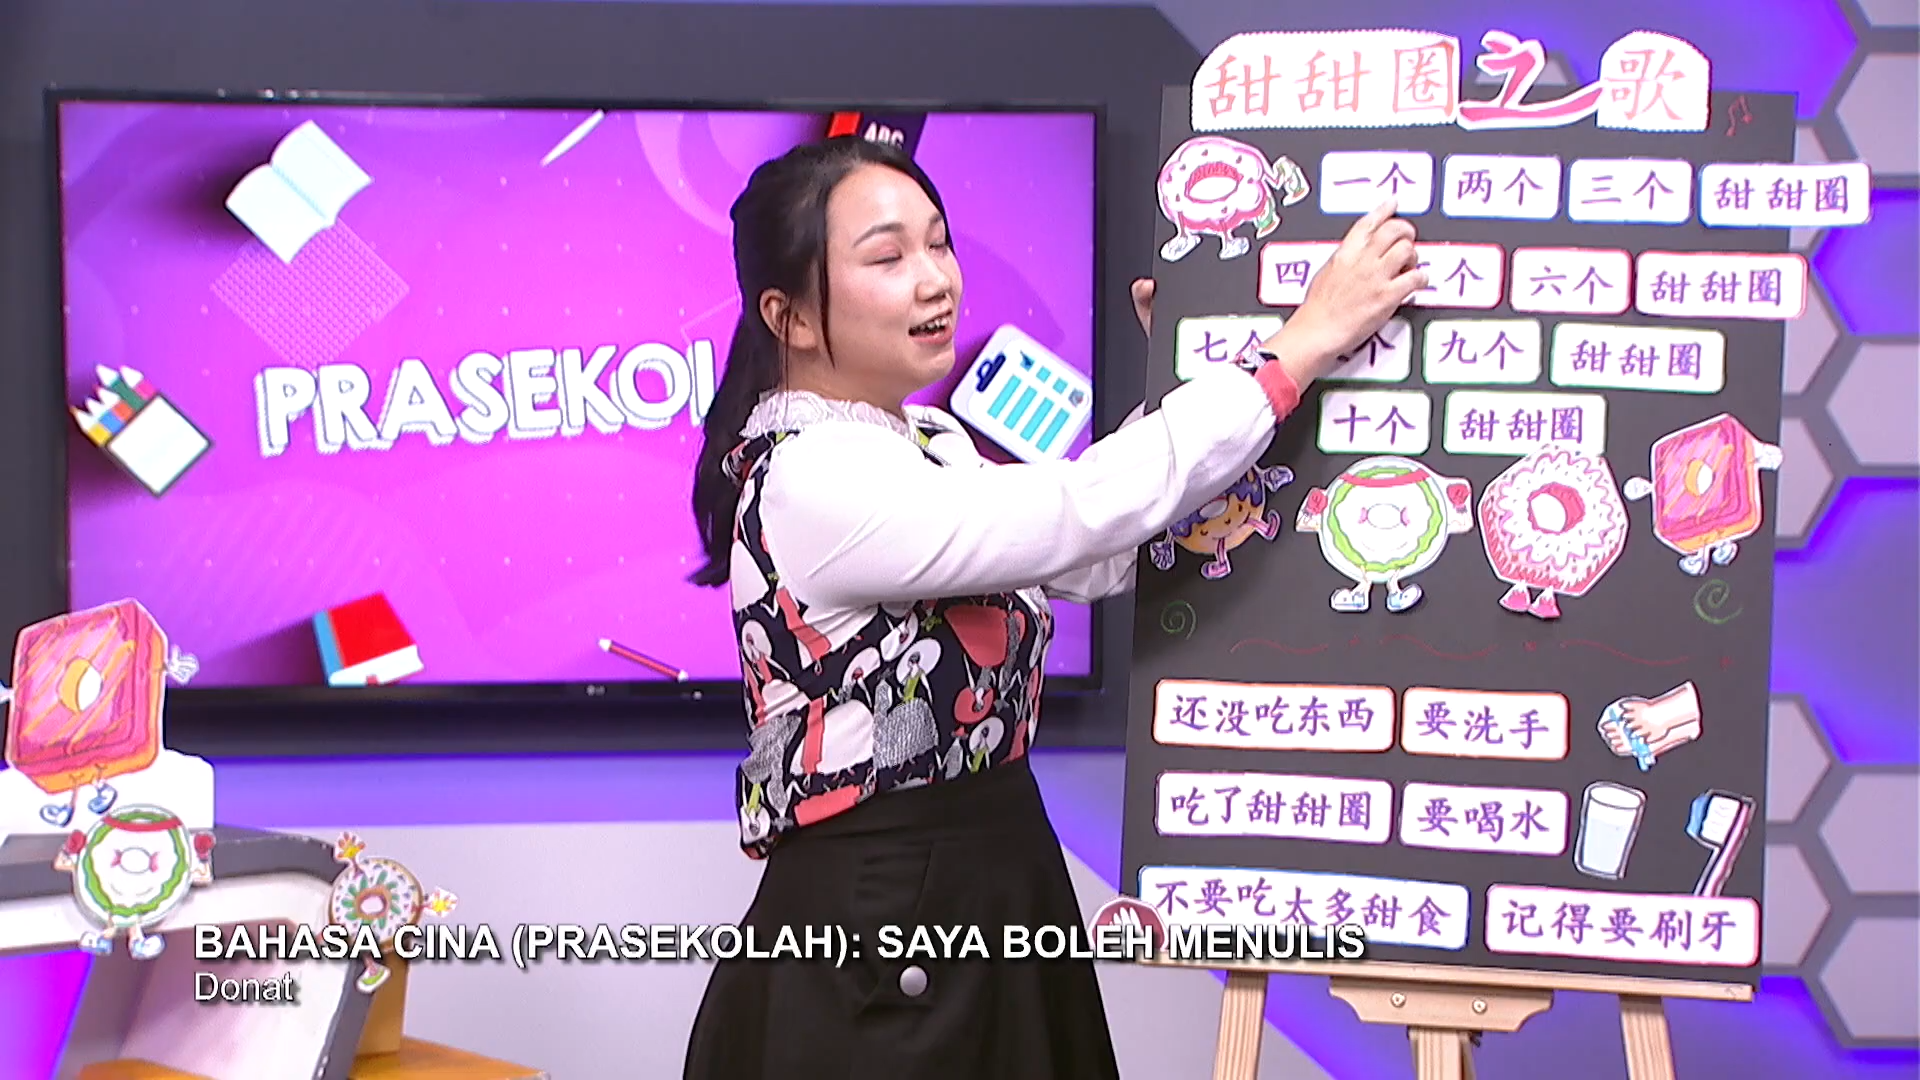 甜甜圈之歌
一个 两个 三个 甜甜圈
四 个 六个 甜甜圈
七个 个 九个 甜甜圈
十个 甜甜圈
还没吃东西 要洗手
吃了甜甜圈 要喝水
不要吃太多甜食 记得要刷牙
ABC
PRASEKOL
BAHASA CINA (PRASEKOLAH): SAYA BOLEH MENULIS
Donat